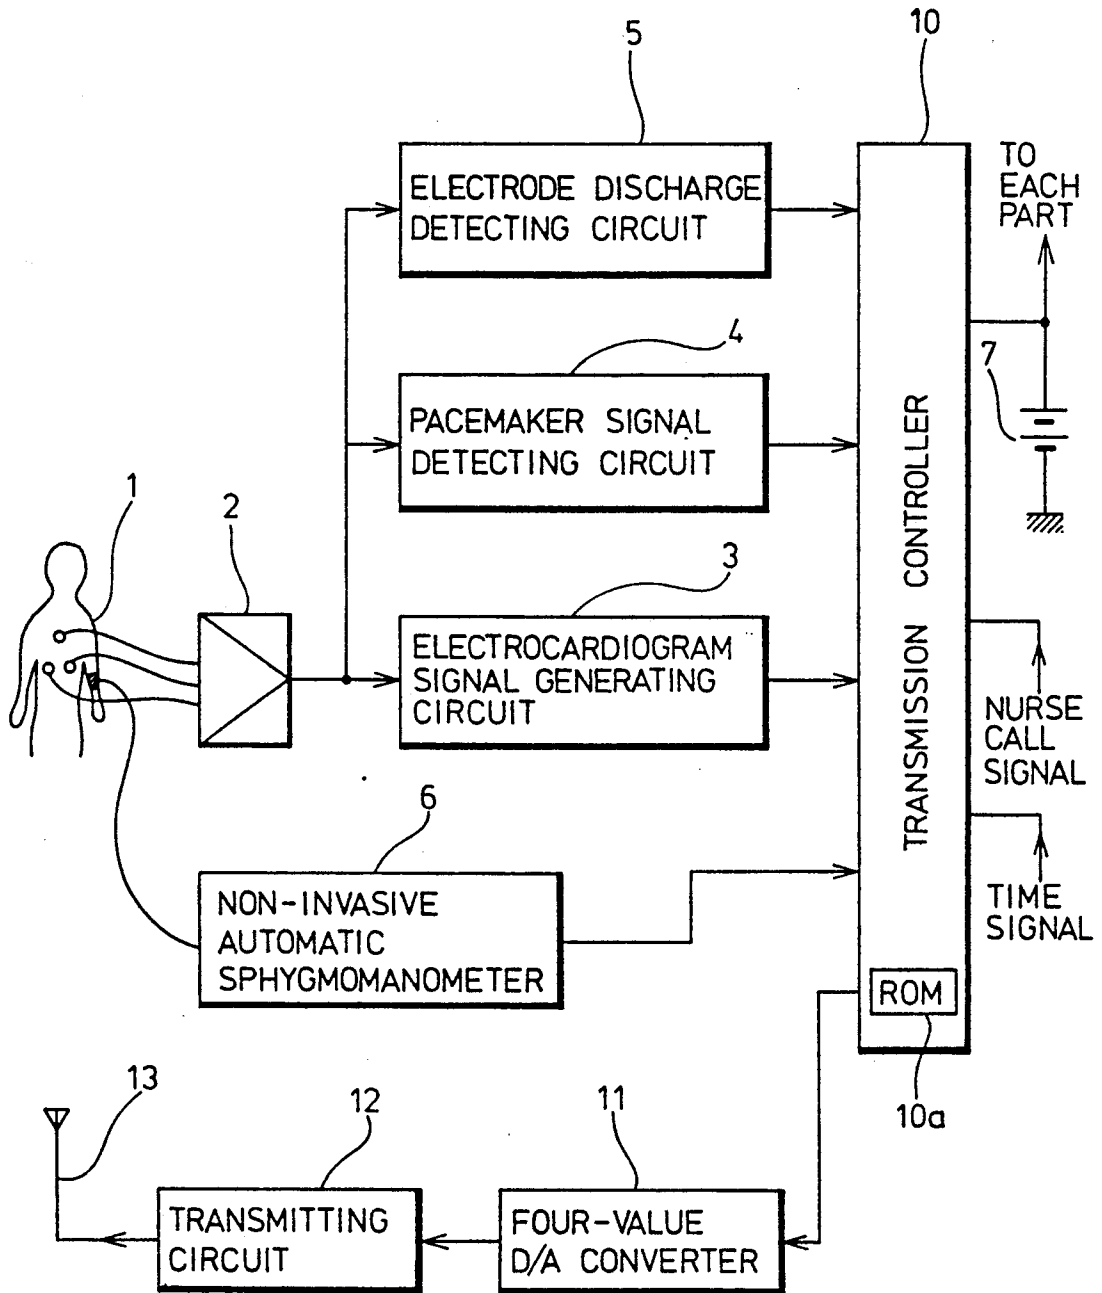 5
10
ELECTRODE DISCHARGE
DETECTING CIRCUIT
TO
EACH
PART
4
7
PACEMAKER SIGNAL
DETECTING CIRCUIT
TRANSMISSION CONTROLLER
1
2
3
ELECTROCARDIOGRAM
SIGNAL GENERATING
CIRCUIT
NURSE
CALL
SIGNAL
6
NON-INVASIVE
AUTOMATIC
SPHYGMOMANOMETER
TIME
SIGNAL
ROM
10a
13
12
11
TRANSMITTING
CIRCUIT
FOUR-VALUE
D/A CONVERTER